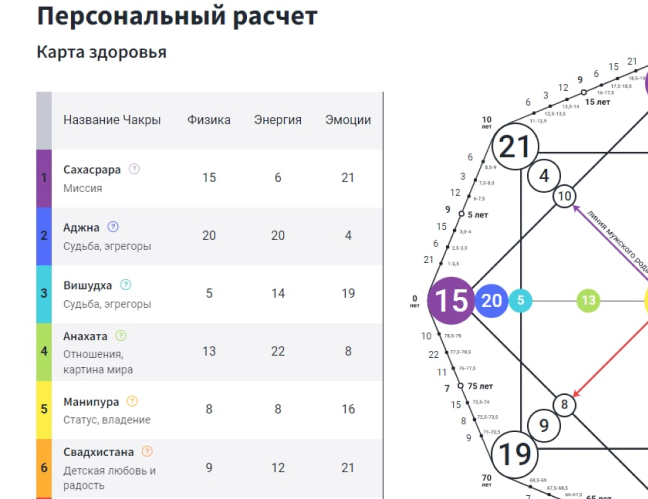 Персональный расчет
Карта здоровья
Название Чакры Физика Энергия Эмоции
1 Сахасрара ? 15 6 21
Миссия
2 Аджна ? 20 20 4
Судьба, эгрегоры
3 Вишудха ? 5 14 19
Судьба, эгрегоры
4 Анахата ? 13 22 8
Отношения,
картина мира
5 Манипура ? 8 8 16
Статус, владение
6 Свадхистана ? 9 12 21
Детская любовь и
радость
21
15
6
9
15 лет
12
3
6
10
лет
21
4
10
6
3
12
9 5 лет
15
6
21
линия мужского рода
0
лет
15 20 5 13
10
22
11
7 75 лет
15
8
9
8
9
19
70
лет
7
65 лет